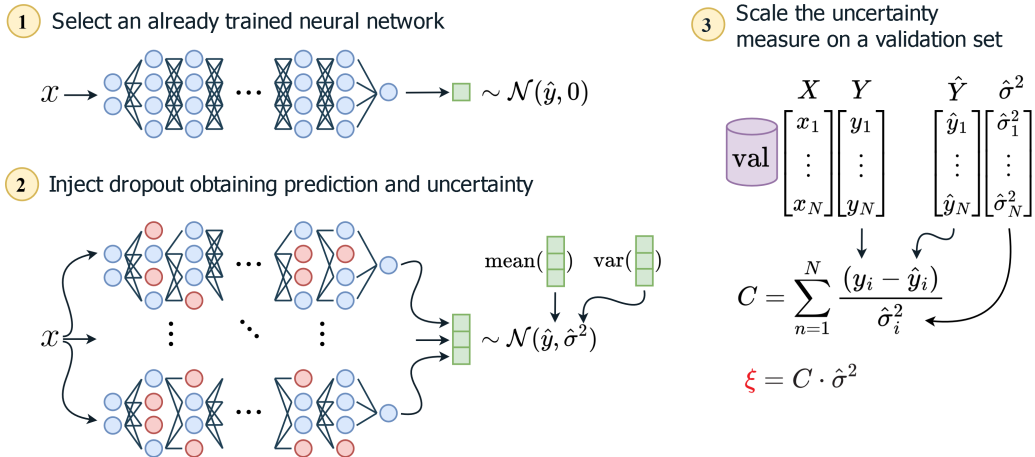 1 Select an already trained neural network
x ⋯ ∼ 𝒩(ŷ, 0)
2 Inject dropout obtaining prediction and uncertainty
mean( ) var( )
⋯
x ⋮ ⋱ ⋮ ∼ 𝒩(ŷ, σ̂²)
⋯
3 Scale the uncertainty
measure on a validation set
X Y Ŷ σ̂²
val [x₁ ⋮ x_N] [y₁ ⋮ y_N] [ŷ₁ ⋮ ŷ_N] [σ̂₁² ⋮ σ̂_N²]
C = ∑_{n=1}^{N} (y_i − ŷ_i) / σ̂_i²
ξ = C · σ̂²